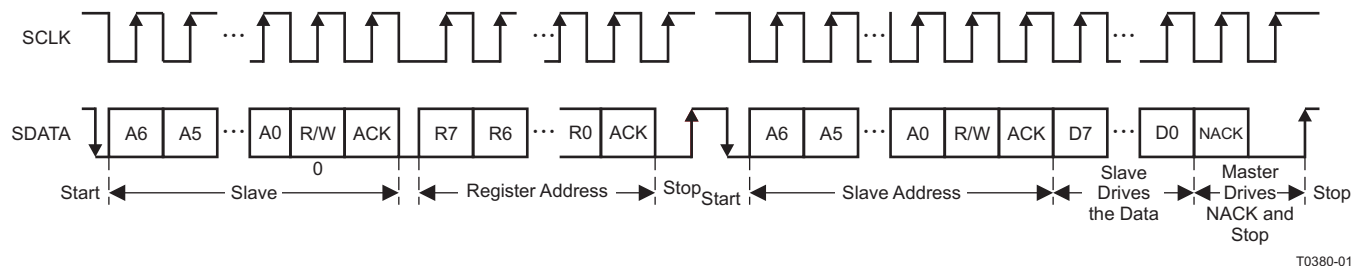 SCLK ... ... ... ...
SDATA A6 A5 ... A0 R/W ACK R7 R6 ... R0 ACK A6 A5 ... A0 R/W ACK D7 ... D0 NACK
0
Start Slave Register Address Stop Start Slave Address Slave Drives the Data Master Drives NACK and Stop Stop
T0380-01